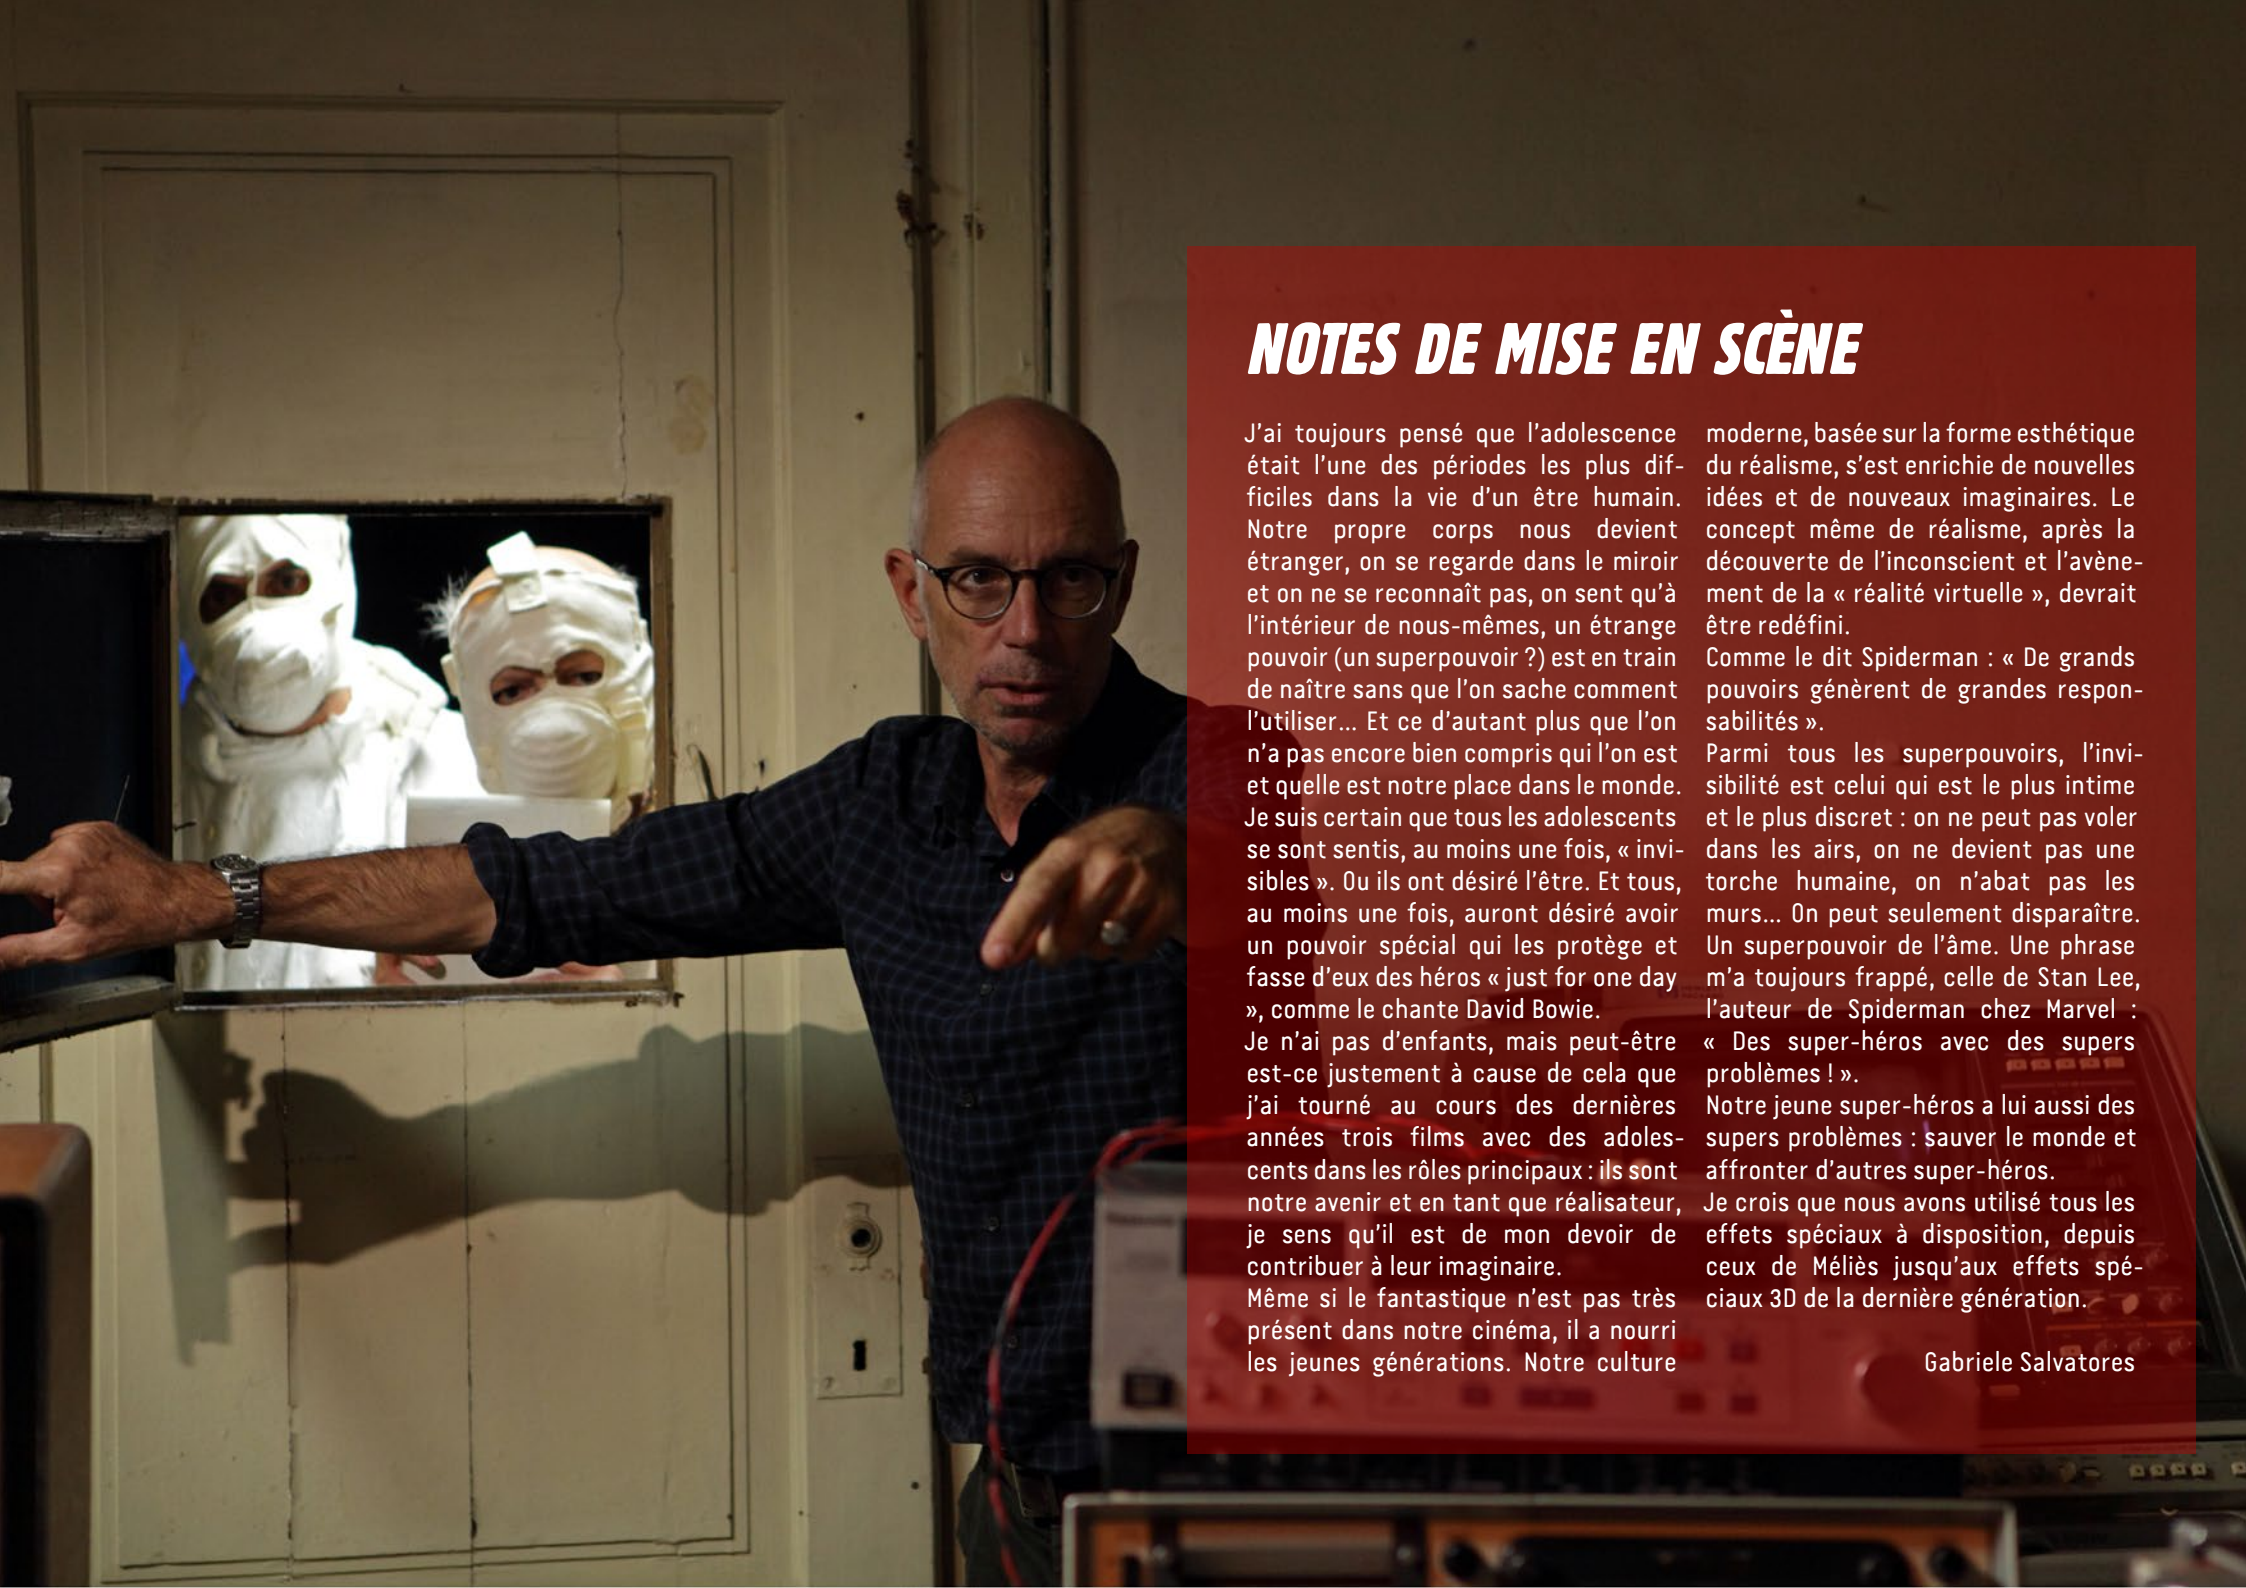 NOTES DE MISE EN SCÈNE
J'ai toujours pensé que l'adolescence
était l'une des périodes les plus dif-
ficiles dans la vie d'un être humain.
Notre propre corps nous devient
étranger, on se regarde dans le miroir
et on ne se reconnaît pas, on sent qu'à
l'intérieur de nous-mêmes, un étrange
pouvoir (un superpouvoir ?) est en train
de naître sans que l'on sache comment
l'utiliser... Et ce d'autant plus que l'on
n'a pas encore bien compris qui l'on est
et quelle est notre place dans le monde.
Je suis certain que tous les adolescents
se sont sentis, au moins une fois, « invi-
sibles ». Ou ils ont désiré l'être. Et tous,
au moins une fois, auront désiré avoir
un pouvoir spécial qui les protège et
fasse d'eux des héros « just for one day
», comme le chante David Bowie.
Je n'ai pas d'enfants, mais peut-être
est-ce justement à cause de cela que
j'ai tourné au cours des dernières
années trois films avec des adoles-
cents dans les rôles principaux : ils sont
notre avenir et en tant que réalisateur,
je sens qu'il est de mon devoir de
contribuer à leur imaginaire.
Même si le fantastique n'est pas très
présent dans notre cinéma, il a nourri
les jeunes générations. Notre culture
moderne, basée sur la forme esthétique
du réalisme, s'est enrichie de nouvelles
idées et de nouveaux imaginaires. Le
concept même de réalisme, après la
découverte de l'inconscient et l'avène-
ment de la « réalité virtuelle », devrait
être redéfini.
Comme le dit Spiderman : « De grands
pouvoirs génèrent de grandes respon-
sabilités ».
Parmi tous les superpouvoirs, l'invi-
sibilité est celui qui est le plus intime
et le plus discret : on ne peut pas voler
dans les airs, on ne devient pas une
torche humaine, on n'abat pas les
murs... On peut seulement disparaître.
Un superpouvoir de l'âme. Une phrase
m'a toujours frappé, celle de Stan Lee,
l'auteur de Spiderman chez Marvel :
« Des super-héros avec des supers
problèmes ! ».
Notre jeune super-héros a lui aussi des
supers problèmes : sauver le monde et
affronter d'autres super-héros.
Je crois que nous avons utilisé tous les
effets spéciaux à disposition, depuis
ceux de Méliès jusqu'aux effets spé-
ciaux 3D de la dernière génération.
Gabriele Salvatores